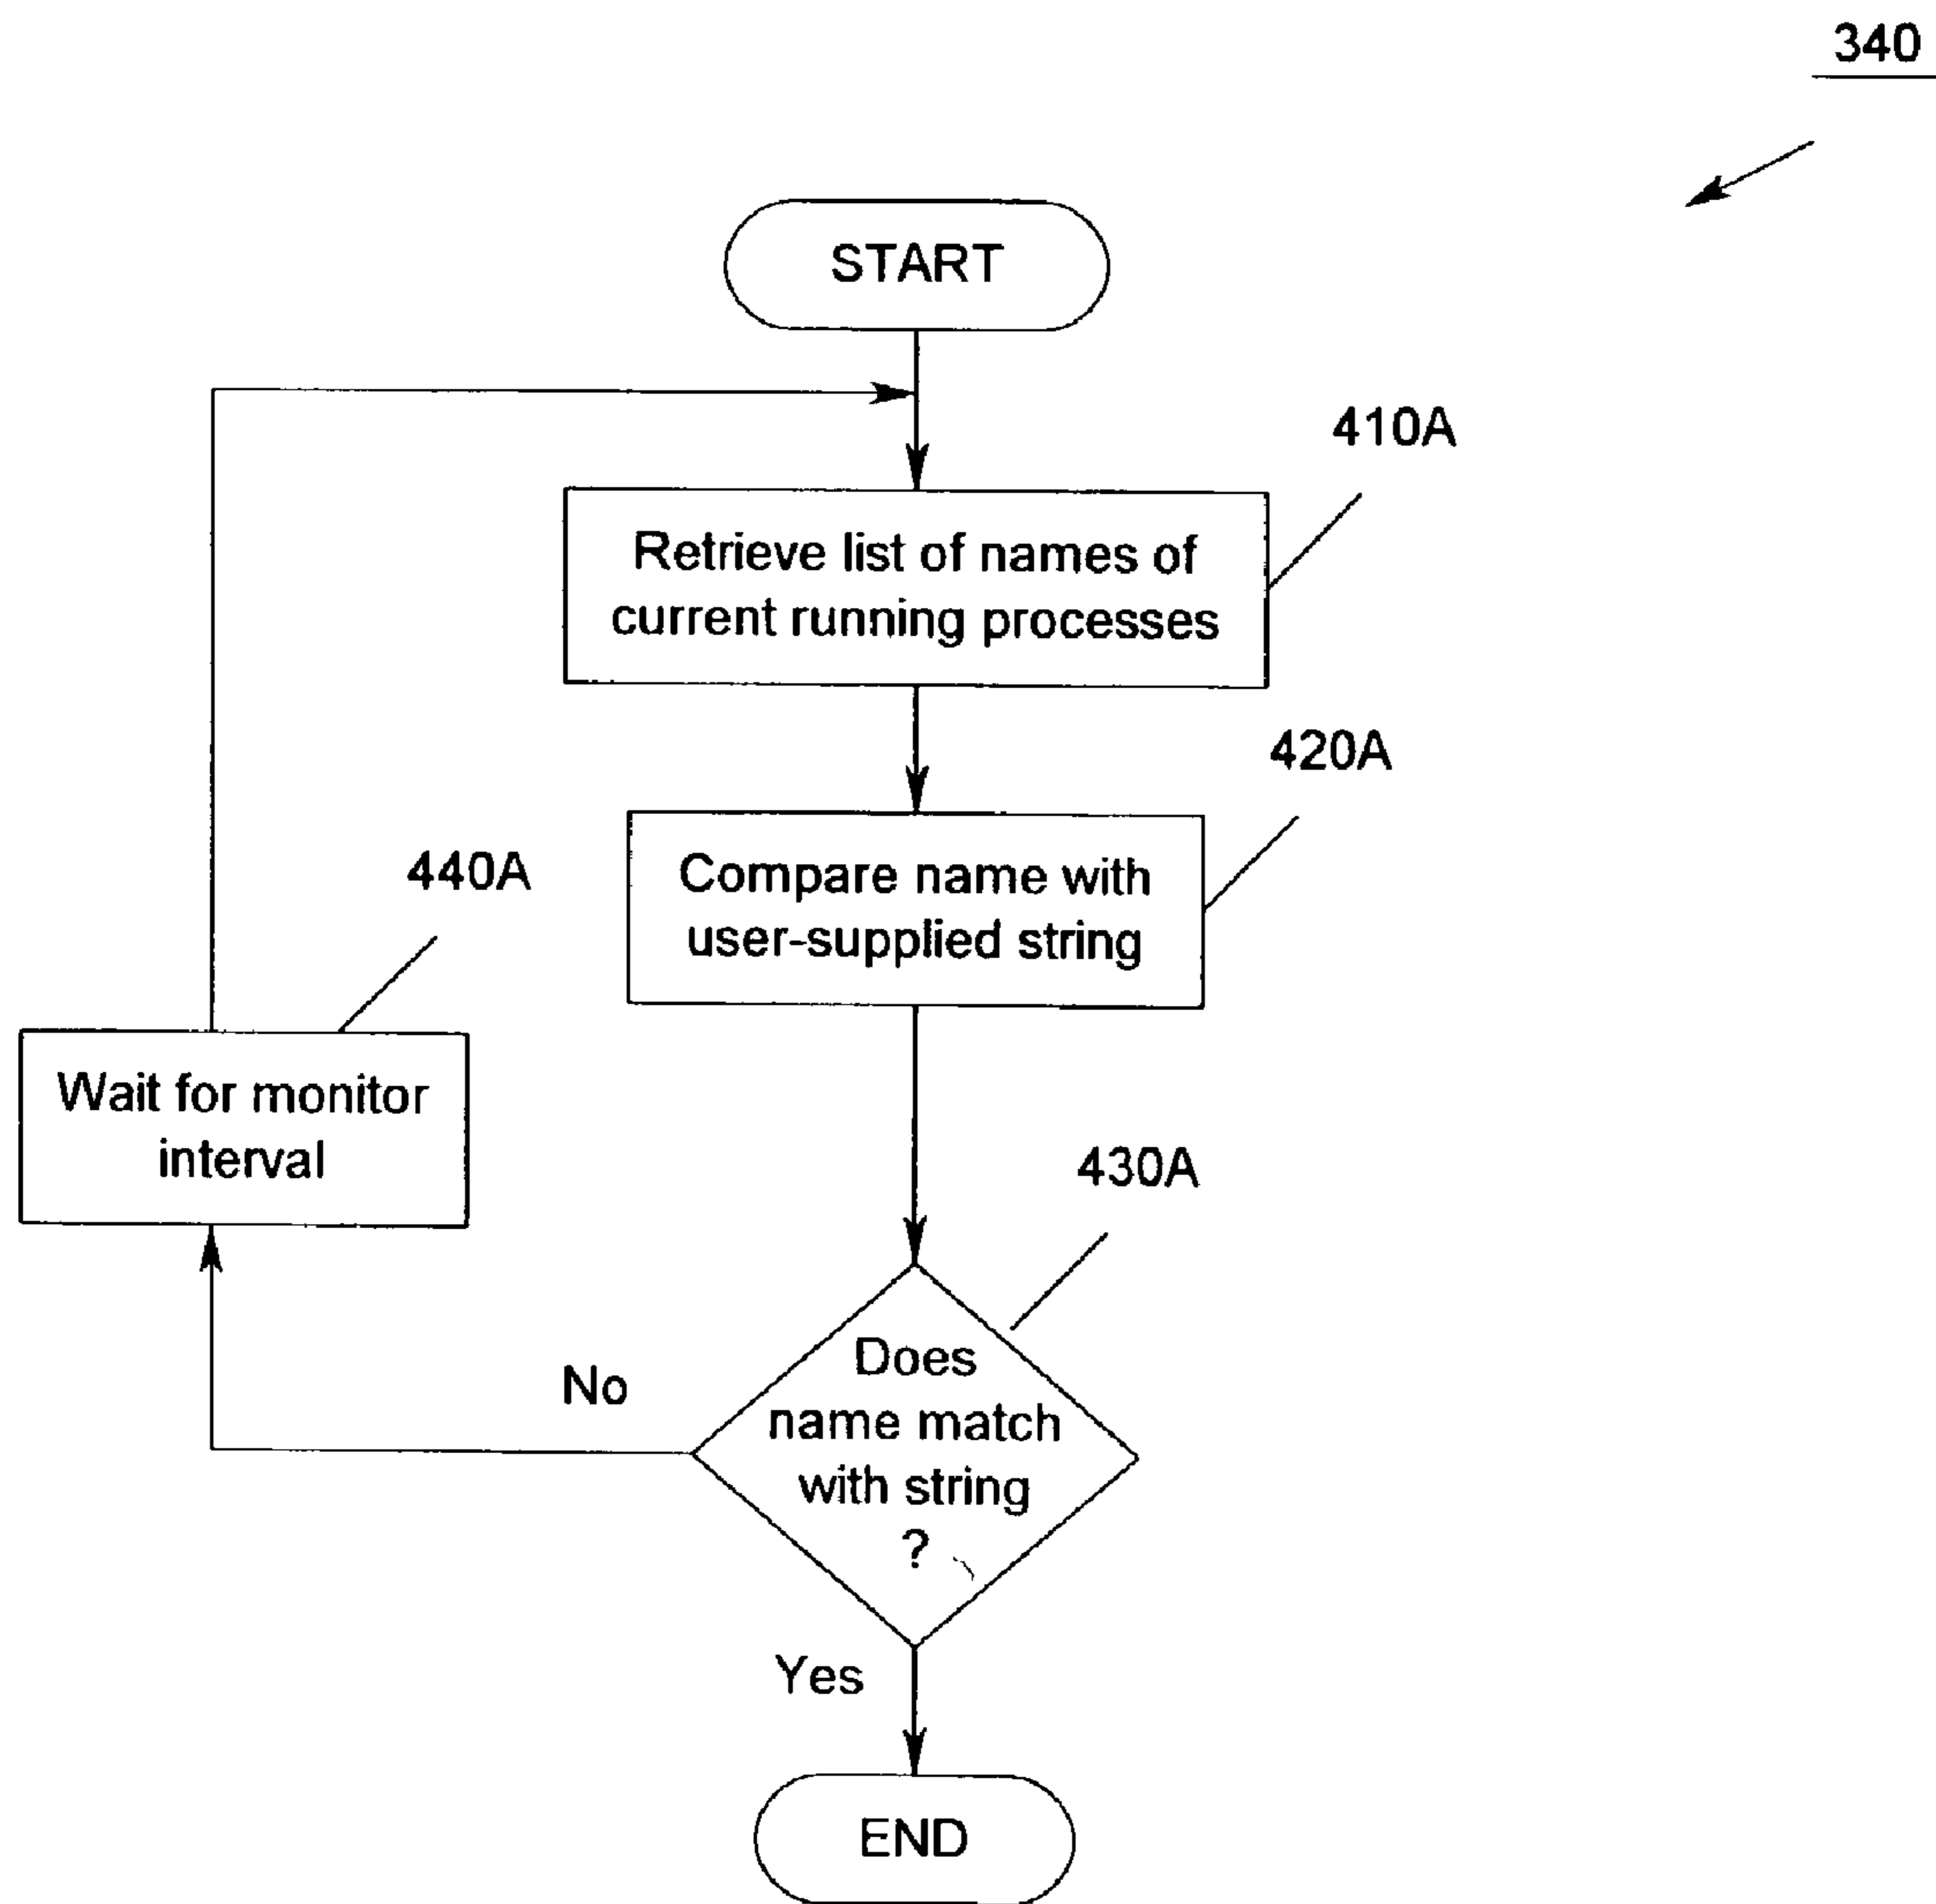 340
START
410A
Retrieve list of names of
current running processes
420A
Compare name with
user-supplied string
440A
Wait for monitor
interval
430A
Does
name match
with string
?
No
Yes
END